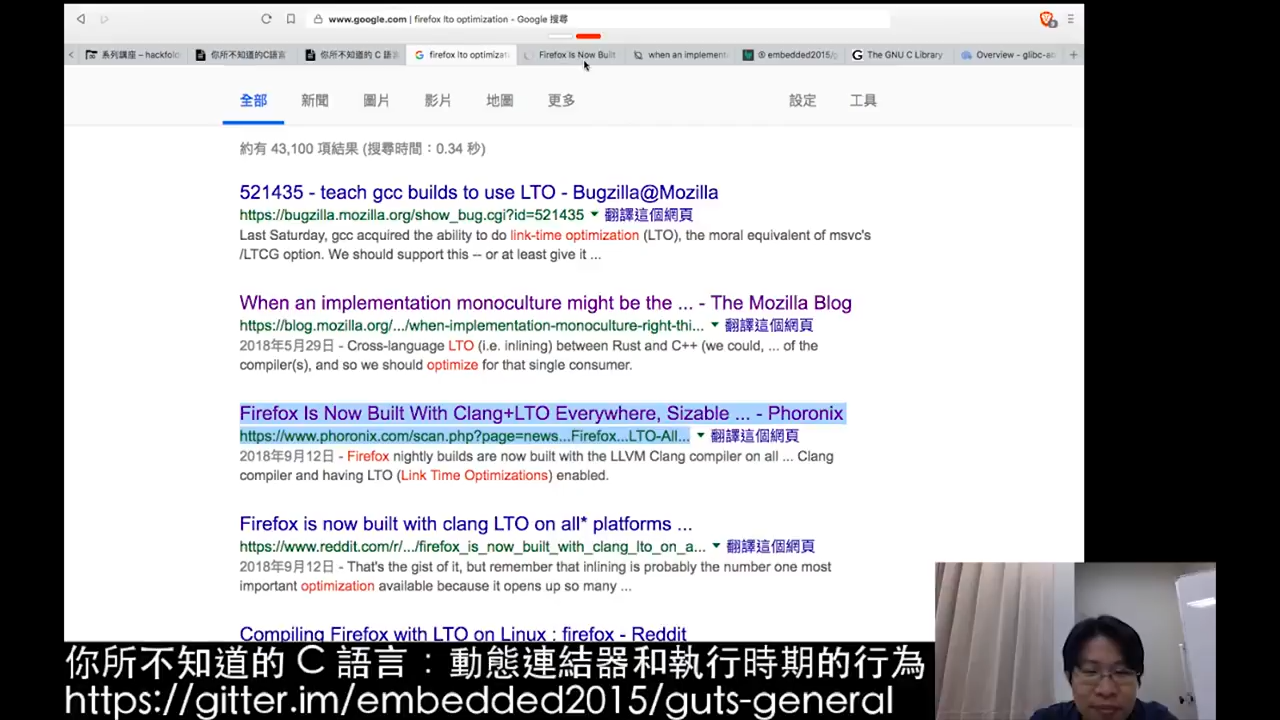 www.google.com | firefox lto optimization - Google 搜尋
系列講座 – hackfol
你所不知道的C語言
你所不知道的 C 語
firefox lto optimizati
Firefox Is Now Built
when an implement
embedded2015/g
The GNU C Library
Overview - glibc-an
全部
新聞
圖片
影片
地圖
更多
設定
工具
約有 43,100 項結果 (搜尋時間：0.34 秒)
521435 - teach gcc builds to use LTO - Bugzilla@Mozilla
https://bugzilla.mozilla.org/show_bug.cgi?id=521435 翻譯這個網頁
Last Saturday, gcc acquired the ability to do link-time optimization (LTO), the moral equivalent of msvc's
/LTCG option. We should support this -- or at least give it ...
When an implementation monoculture might be the ... - The Mozilla Blog
https://blog.mozilla.org/.../when-implementation-monoculture-right-thi... 翻譯這個網頁
2018年5月29日 - Cross-language LTO (i.e. inlining) between Rust and C++ (we could, ... of the
compiler(s), and so we should optimize for that single consumer.
Firefox Is Now Built With Clang+LTO Everywhere, Sizable ... - Phoronix
https://www.phoronix.com/scan.php?page=news...Firefox...LTO-All... 翻譯這個網頁
2018年9月12日 - Firefox nightly builds are now built with the LLVM Clang compiler on all ... Clang
compiler and having LTO (Link Time Optimizations) enabled.
Firefox is now built with clang LTO on all* platforms ...
https://www.reddit.com/r/.../firefox_is_now_built_with_clang_lto_on_a... 翻譯這個網頁
2018年9月12日 - That's the gist of it, but remember that inlining is probably the number one most
important optimization available because it opens up so many ...
Compiling Firefox with LTO on Linux : firefox - Reddit
你所不知道的 C 語言：動態連結器和執行時期的行為
https://gitter.im/embedded2015/guts-general